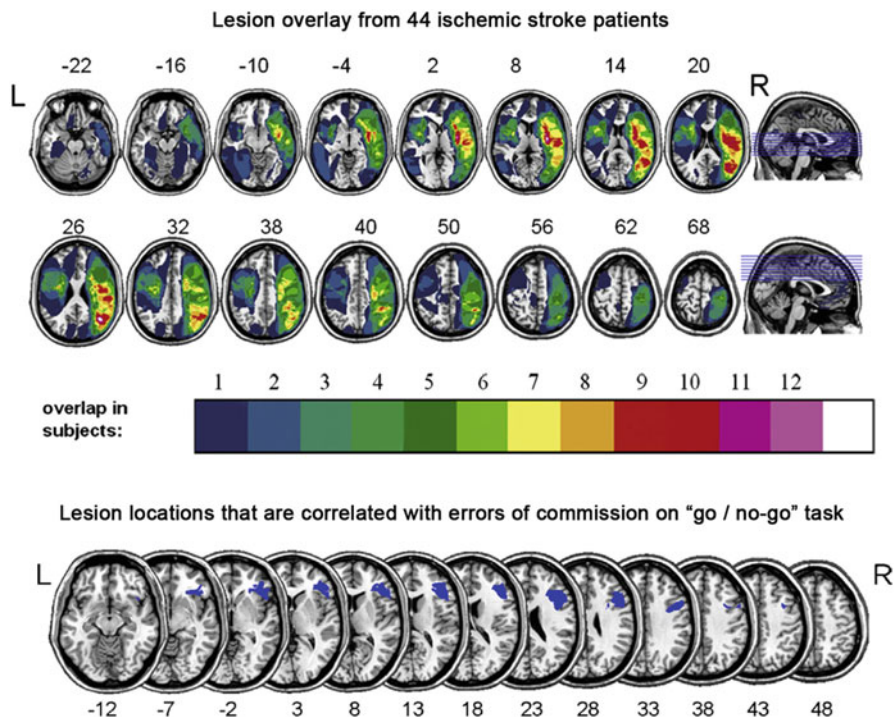 Lesion overlay from 44 ischemic stroke patients
L -22 -16 -10 -4 2 8 14 20 R
26 32 38 40 50 56 62 68
1 2 3 4 5 6 7 8 9 10 11 12
overlap in
subjects:
Lesion locations that are correlated with errors of commission on “go / no-go” task
L R
-12 -7 -2 3 8 13 18 23 28 33 38 43 48